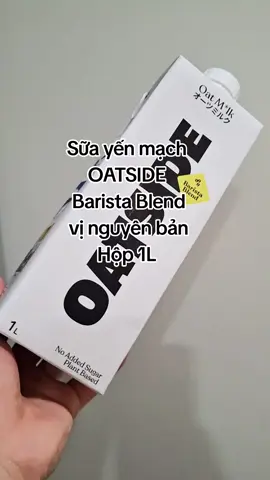 Oat M*lk
オーツミルク
Sữa yến mạch
OATSIDE
Barista Blend
vị nguyên bản
Hộp 1L
OATSIDE
Barista
Blend
1L
No Added Sugar
Plant Based